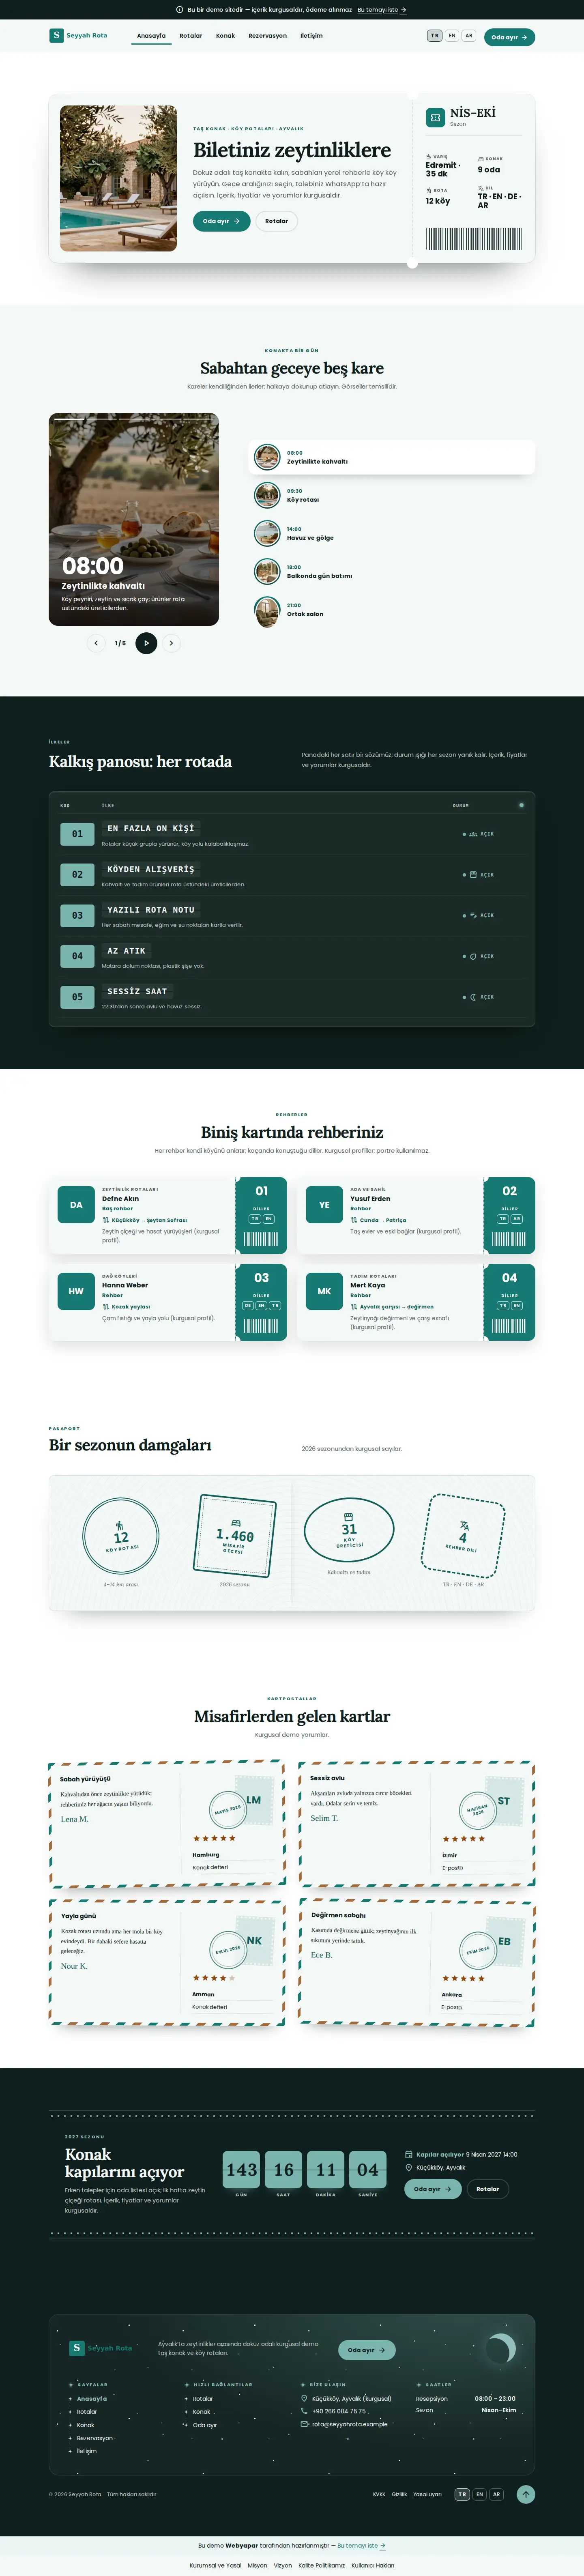 Bu bir demo sitedir — içerik kurgusaldır, ödeme alınmaz Bu temayı iste →
S Seyyah Rota
Anasayfa Rotalar Konak Rezervasyon İletişim
TR EN AR
Oda ayır →
TAŞ KONAK · KÖY ROTALARI · AYVALIK
Biletiniz zeytinliklere
Dokuz odalı taş konakta kalın, sabahları yerel rehberle köy köy
yürüyün. Gece aralığınızı seçin, talebiniz WhatsApp'ta hazır
açılsın. İçerik, fiyatlar ve yorumlar kurgusaldır.
Oda ayır →
Rotalar
NİS–EKİ
Sezon
VARIŞ
Edremit ·
35 dk
KONAK
9 oda
ROTA
12 köy
DİL
TR · EN · DE ·
AR
KONAKTA BİR GÜN
Sabahtan geceye beş kare
Kareler kendiliğinden ilerler; halkaya dokunup atlayın. Görseller temsilîdir.
08:00
Zeytinlikte kahvaltı
Köy peyniri, zeytin ve sıcak çay; ürünler rota
üstündeki üreticilerden.
1 / 5
08:00
Zeytinlikte kahvaltı
09:30
Köy rotası
14:00
Havuz ve gölge
18:00
Balkonda gün batımı
21:00
Ortak salon
İLKELER
Kalkış panosu: her rotada
Panodaki her satır bir sözümüz; durum ışığı her sezon yanık kalır. İçerik, fiyatlar
ve yorumlar kurgusaldır.
KOD İLKE DURUM
01 EN FAZLA ON KİŞİ
Rotalar küçük grupla yürünür, köy yolu kalabalıklaşmaz.
AÇIK
02 KÖYDEN ALIŞVERİŞ
Kahvaltı ve tadım ürünleri rota üstündeki üreticilerden.
AÇIK
03 YAZILI ROTA NOTU
Her sabah mesafe, eğim ve su noktaları kartla verilir.
AÇIK
04 AZ ATIK
Matara dolum noktası, plastik şişe yok.
AÇIK
05 SESSİZ SAAT
22:30'dan sonra avlu ve havuz sessiz.
AÇIK
REHBERLER
Biniş kartında rehberiniz
Her rehber kendi köyünü anlatır; koçanda konuştuğu diller. Kurgusal profiller; portre kullanılmaz.
DA
ZEYTİNLİK ROTALARI
Defne Akın
Baş rehber
Küçükköy → Şeytan Sofrası
Zeytin çiçeği ve hasat yürüyüşleri (kurgusal
profil).
01
DİLLER
TR EN
YE
ADA VE SAHİL
Yusuf Erden
Rehber
Cunda → Patriça
Taş evler ve eski bağlar (kurgusal profil).
02
DİLLER
TR AR
HW
DAĞ KÖYLERİ
Hanna Weber
Rehber
Kozak yaylası
Çam fıstığı ve yayla yolu (kurgusal profil).
03
DİLLER
DE EN TR
MK
TADIM ROTALARI
Mert Kaya
Rehber
Ayvalık çarşısı → değirmen
Zeytinyağı değirmeni ve çarşı esnafı
(kurgusal profil).
04
DİLLER
TR EN
PASAPORT
Bir sezonun damgaları
2026 sezonundan kurgusal sayılar.
12
KÖY ROTASI
4–14 km arası
1.460
MİSAFİR
GECESİ
2026 sezonu
31
KÖY
ÜRETİCİSİ
Kahvaltı ve tadım
4
REHBER DİLİ
TR · EN · DE · AR
KARTPOSTALLAR
Misafirlerden gelen kartlar
Kurgusal demo yorumlar.
Sabah yürüyüşü
Kahvaltıdan önce zeytinlikte yürüdük;
rehberimiz her ağacın yaşını biliyordu.
Lena M.
MAYIS 2026
LM
Hamburg
Konak defteri
Sessiz avlu
Akşamları avluda yalnızca cırcır böcekleri
vardı. Odalar serin ve temiz.
Selim T.
HAZİRAN
2026
ST
İzmir
E-posta
Yayla günü
Kozak rotası uzundu ama her mola bir köy
evindeydi. Bir dahaki sefere hasatta
geleceğiz.
Nour K.
EYLÜL 2026
NK
Amman
Konak defteri
Değirmen sabahı
Kasımda değirmene gittik; zeytinyağının ilk
sıkımını yerinde tattık.
Ece B.
EKİM 2026
EB
Ankara
E-posta
2027 SEZONU
Konak
kapılarını açıyor
Erken talepler için oda listesi açık; ilk hafta zeytin
çiçeği rotası. İçerik, fiyatlar ve yorumlar
kurgusaldır.
143 16 11 04
GÜN SAAT DAKİKA SANİYE
Kapılar açılıyor 9 Nisan 2027 14:00
Küçükköy, Ayvalık
Oda ayır →
Rotalar
S Seyyah Rota
Ayvalık'ta zeytinlikler arasında dokuz odalı kurgusal demo
taş konak ve köy rotaları.
Oda ayır →
SAYFALAR
Anasayfa
Rotalar
Konak
Rezervasyon
İletişim
HIZLI BAĞLANTILAR
Rotalar
Konak
Oda ayır
BİZE ULAŞIN
Küçükköy, Ayvalık (kurgusal)
+90 266 084 75 75
rota@seyyahrota.example
SAATLER
Resepsiyon 08:00 – 23:00
Sezon Nisan–Ekim
© 2026 Seyyah Rota Tüm hakları saklıdır
KVKK Gizlilik Yasal uyarı
TR EN AR
Bu demo Webyapar tarafından hazırlanmıştır — Bu temayı iste →
Kurumsal ve Yasal Misyon Vizyon Kalite Politikamız Kullanıcı Hakları